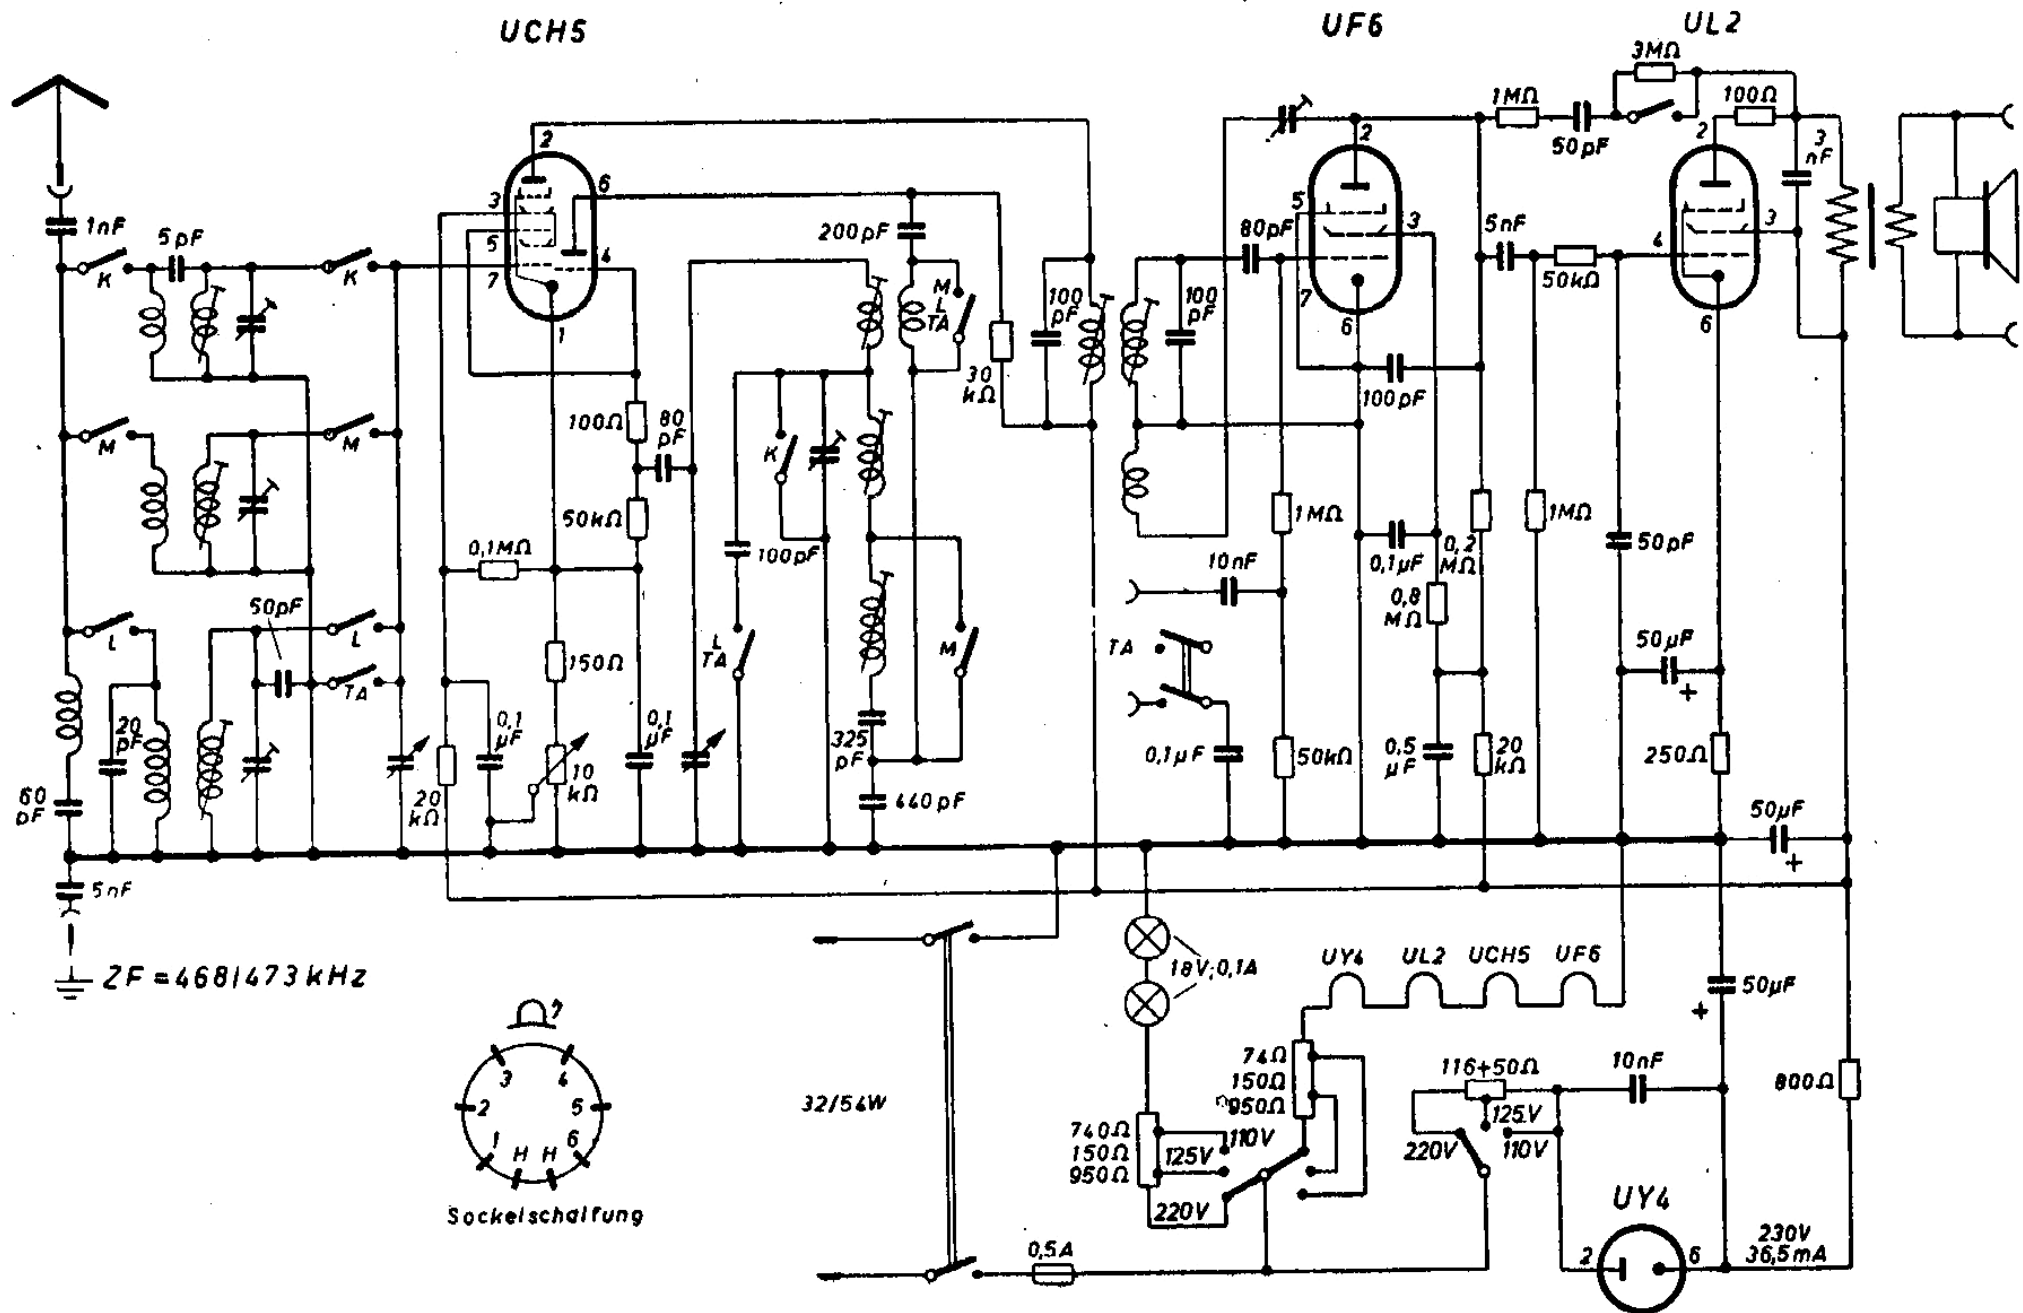 UCH5
UF6
UL2
3MΩ
1MΩ
100Ω
50pF
2
2
2
3
nF
1nF
5pF
K
K
3
5
7
6
4
1
200pF
M
L
TA
30
kΩ
100
pF
100
pF
80pF
5
3
7
6
5nF
50kΩ
4
3
6
100pF
M
M
100Ω
80
pF
50kΩ
K
0,1MΩ
100pF
1MΩ
10nF
0,1µF
0,2
MΩ
0,8
MΩ
1MΩ
50pF
50pF
L
L
TA
150Ω
L
TA
M
TA
50µF
+
20
pF
0,1
µF
10
kΩ
0,1
µF
325
pF
0,1µF
50kΩ
0,5
µF
20
kΩ
250Ω
60
pF
20
kΩ
440pF
50µF
+
5nF
ZF = 468/473 kHz
18V; 0,1A
UY4
UL2
UCH5
UF6
50µF
+
7
3
4
2
5
1
6
H
H
Sockelschaltung
32/54W
74Ω
150Ω
950Ω
116+50Ω
10nF
800Ω
125V
220V
110V
740Ω
150Ω
950Ω
110V
125V
220V
0,5A
UY4
2
6
230V
36,5mA